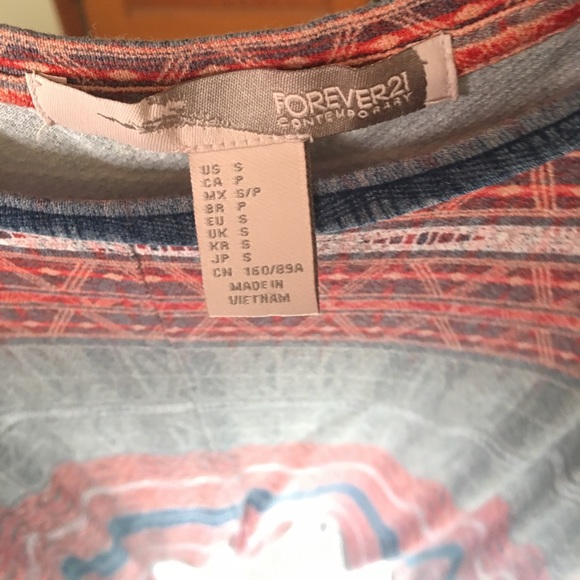 FOREVER21
CONTEMPORARY
US S
CA P
MX S/P
BR P
EU S
UK S
KR S
JP S
CN 160/89A
MADE IN
VIETNAM